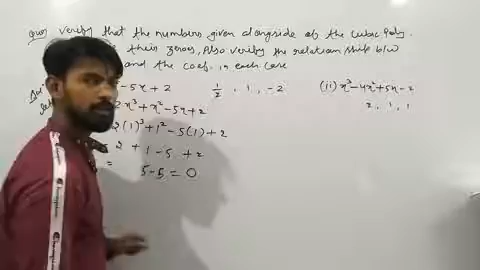 Ques verify that the numbers given alongside of the cubic poly.
their zeroes, Also verify the relationship b/w
and the coef. in each case
-5x + 2 1/2, 1, -2 (ii) x³-4x²+5x-2
2x³+x²-5x+2 2, 1, 1
2(1)³+1²-5(1)+2
2 + 1 - 5 + 2
= 5-5 = 0